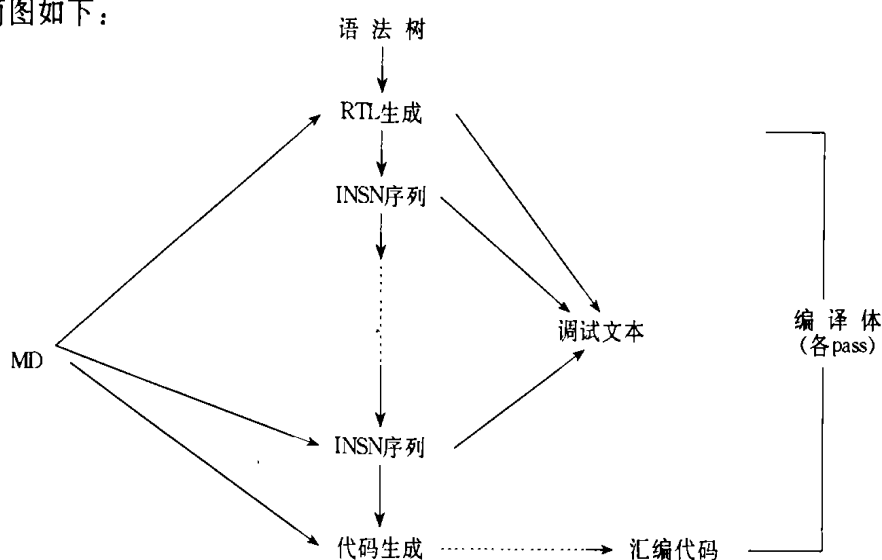 图如下：
语 法 树
RTL生成
INSN序列
调试文本
编 译 体
(各pass)
MD
INSN序列
代码生成
汇编代码